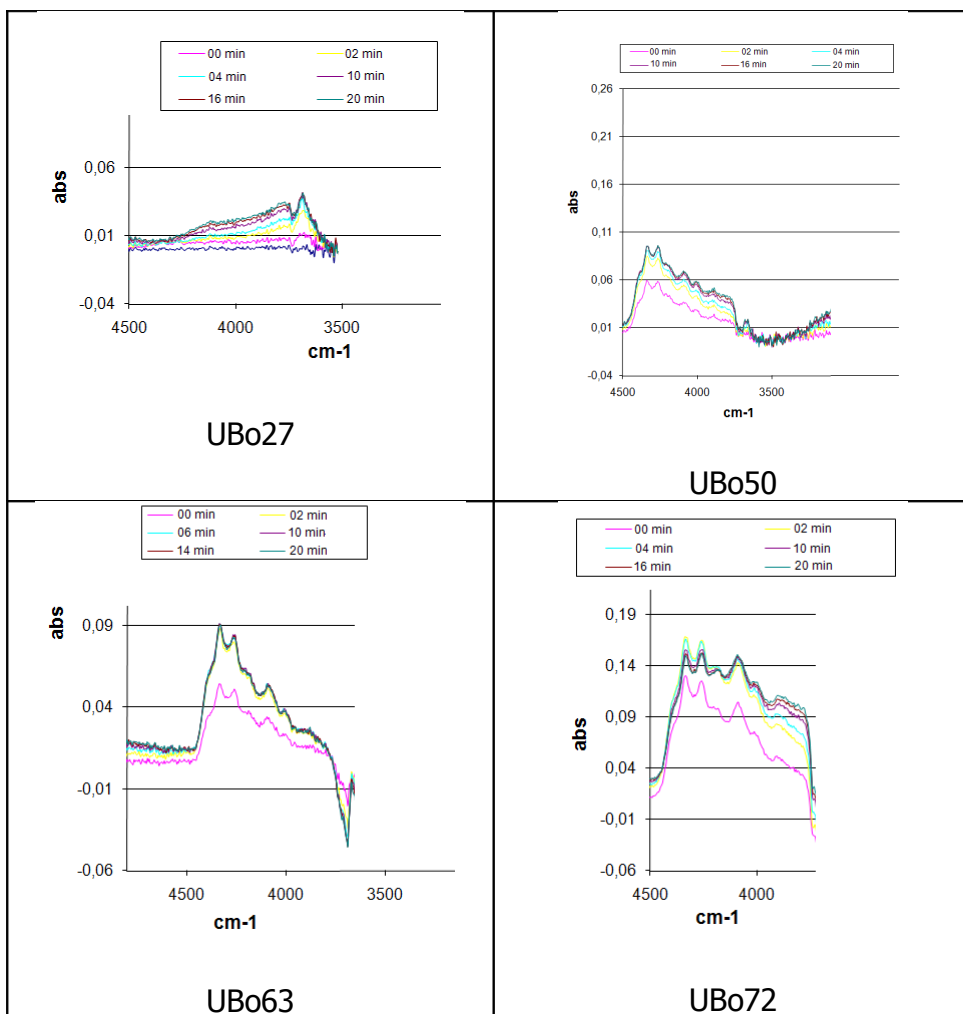 00 min 02 min
04 min 10 min
16 min 20 min
abs
0,06
0,01
-0,04
4500 4000 3500
cm-1
UBo27
00 min 02 min 04 min
10 min 16 min 20 min
abs
0,26
0,21
0,16
0,11
0,06
0,01
-0,04
4500 4000 3500
cm-1
UBo50
00 min 02 min
06 min 10 min
14 min 20 min
abs
0,09
0,04
-0,01
-0,06
4500 4000 3500
cm-1
UBo63
00 min 02 min
04 min 10 min
16 min 20 min
abs
0,19
0,14
0,09
0,04
-0,01
-0,06
4500 4000
cm-1
UBo72